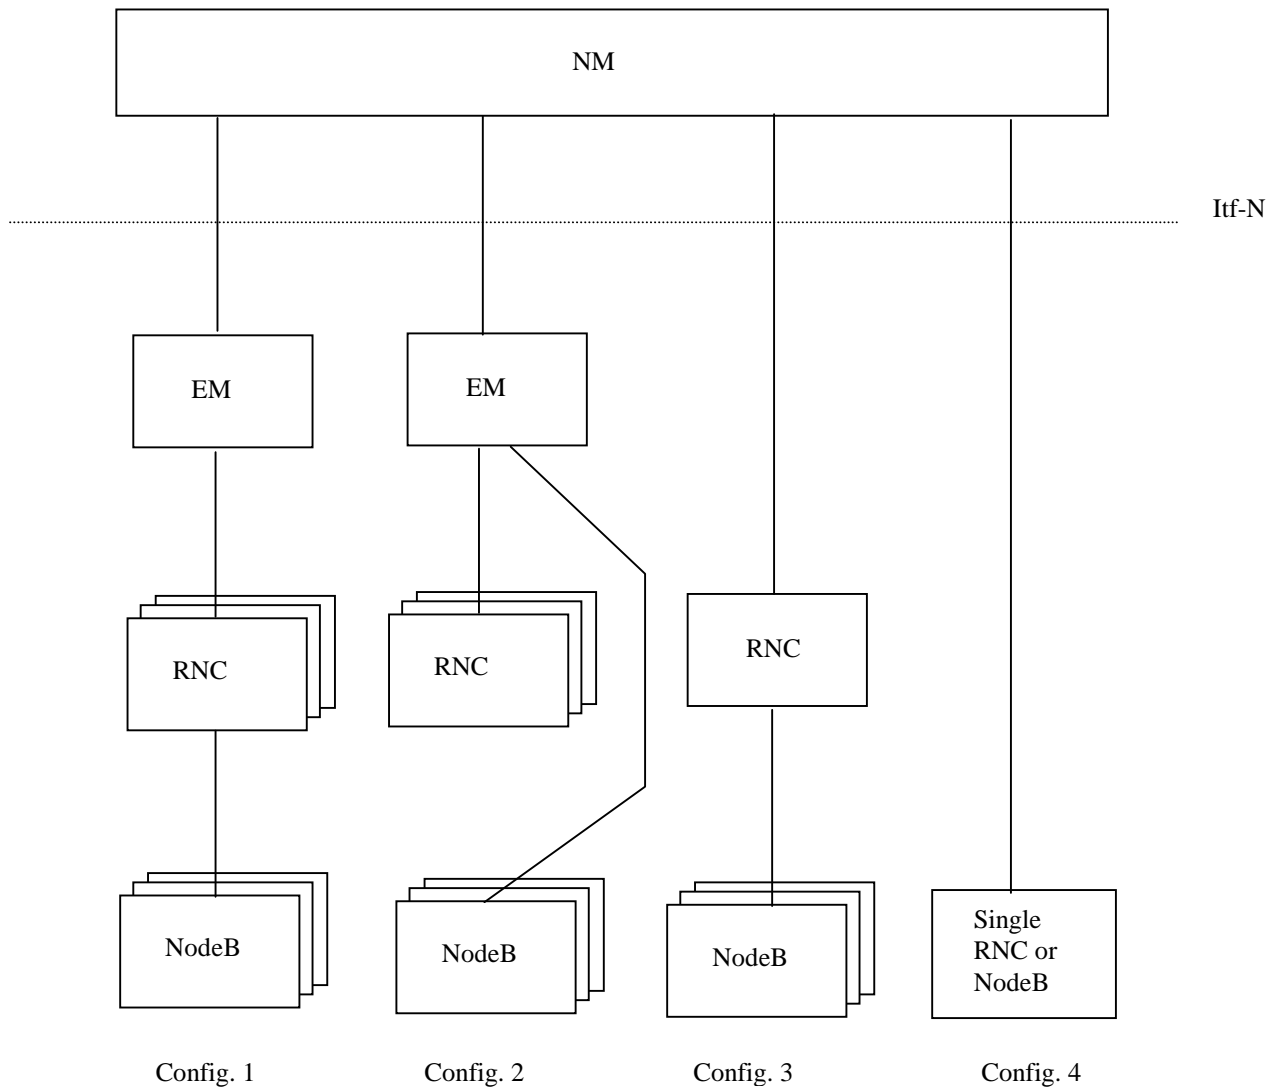 NM
Itf-N
EM
EM
RNC
RNC
RNC
NodeB
NodeB
NodeB
Single
RNC or
NodeB
Config. 1
Config. 2
Config. 3
Config. 4